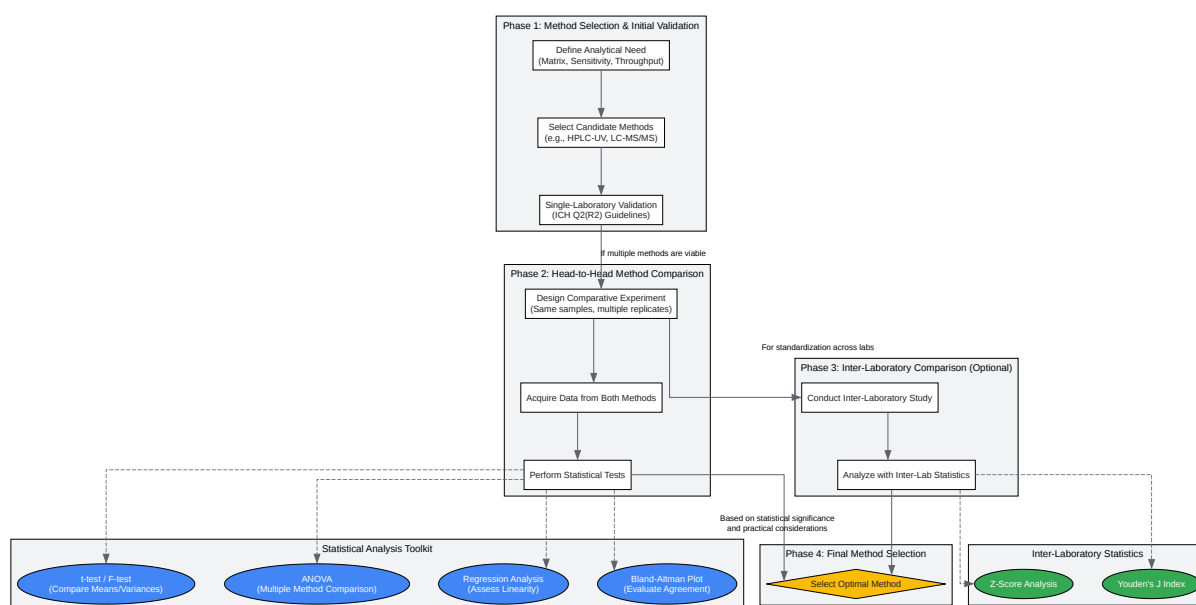 Phase 1: Method Selection & Initial Validation
Define Analytical Need
(Matrix, Sensitivity, Throughput)
Select Candidate Methods
(e.g., HPLC-UV, LC-MS/MS)
Single-Laboratory Validation
(ICH Q2(R2) Guidelines)
If multiple methods are viable
Phase 2: Head-to-Head Method Comparison
Design Comparative Experiment
(Same samples, multiple replicates)
For standardization across labs
Phase 3: Inter-Laboratory Comparison (Optional)
Acquire Data from Both Methods
Conduct Inter-Laboratory Study
Perform Statistical Tests
Analyze with Inter-Lab Statistics
Based on statistical significance
and practical considerations
Statistical Analysis Toolkit
t-test / F-test
(Compare Means/Variances)
ANOVA
(Multiple Method Comparison)
Regression Analysis
(Assess Linearity)
Bland-Altman Plot
(Evaluate Agreement)
Phase 4: Final Method Selection
Select Optimal Method
Inter-Laboratory Statistics
Z-Score Analysis
Youden's J Index